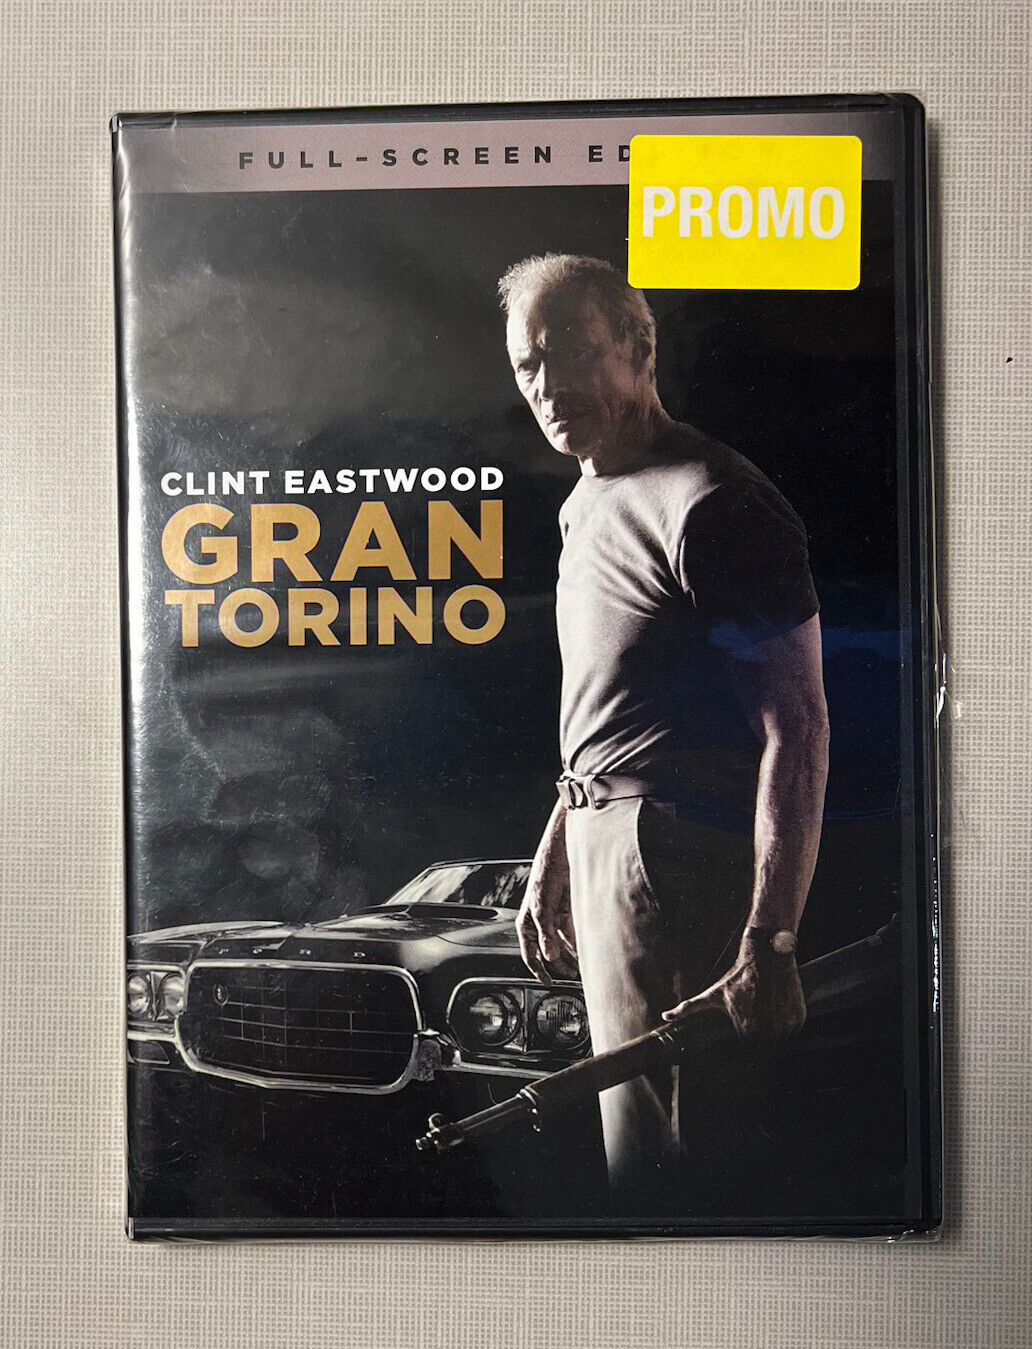 FULL-SCREEN ED
PROMO
CLINT EASTWOOD
GRAN
TORINO
FORD